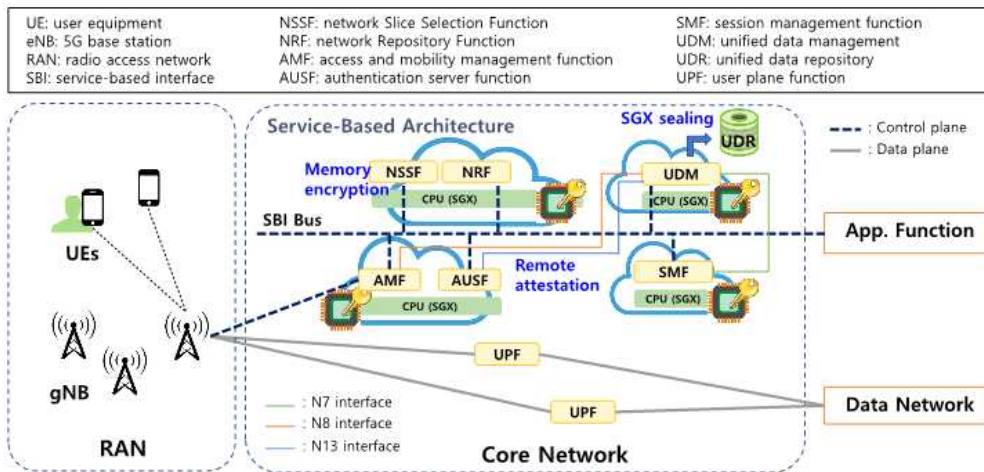 UE: user equipment
eNB: 5G base station
RAN: radio access network
SBI: service-based interface
NSSF: network Slice Selection Function
NRF: network Repository Function
AMF: access and mobility management function
AUSF: authentication server function
SMF: session management function
UDM: unified data management
UDR: unified data repository
UPF: user plane function
Service-Based Architecture
SGX sealing
UDR
: Control plane
: Data plane
Memory
encryption
NSSF
NRF
CPU (SGX)
UDM
CPU (SGX)
UEs
SBI Bus
App. Function
AMF
AUSF
CPU (SGX)
Remote
attestation
SMF
CPU (SGX)
gNB
UPF
UPF
Data Network
: N7 interface
: N8 interface
: N13 interface
RAN
Core Network